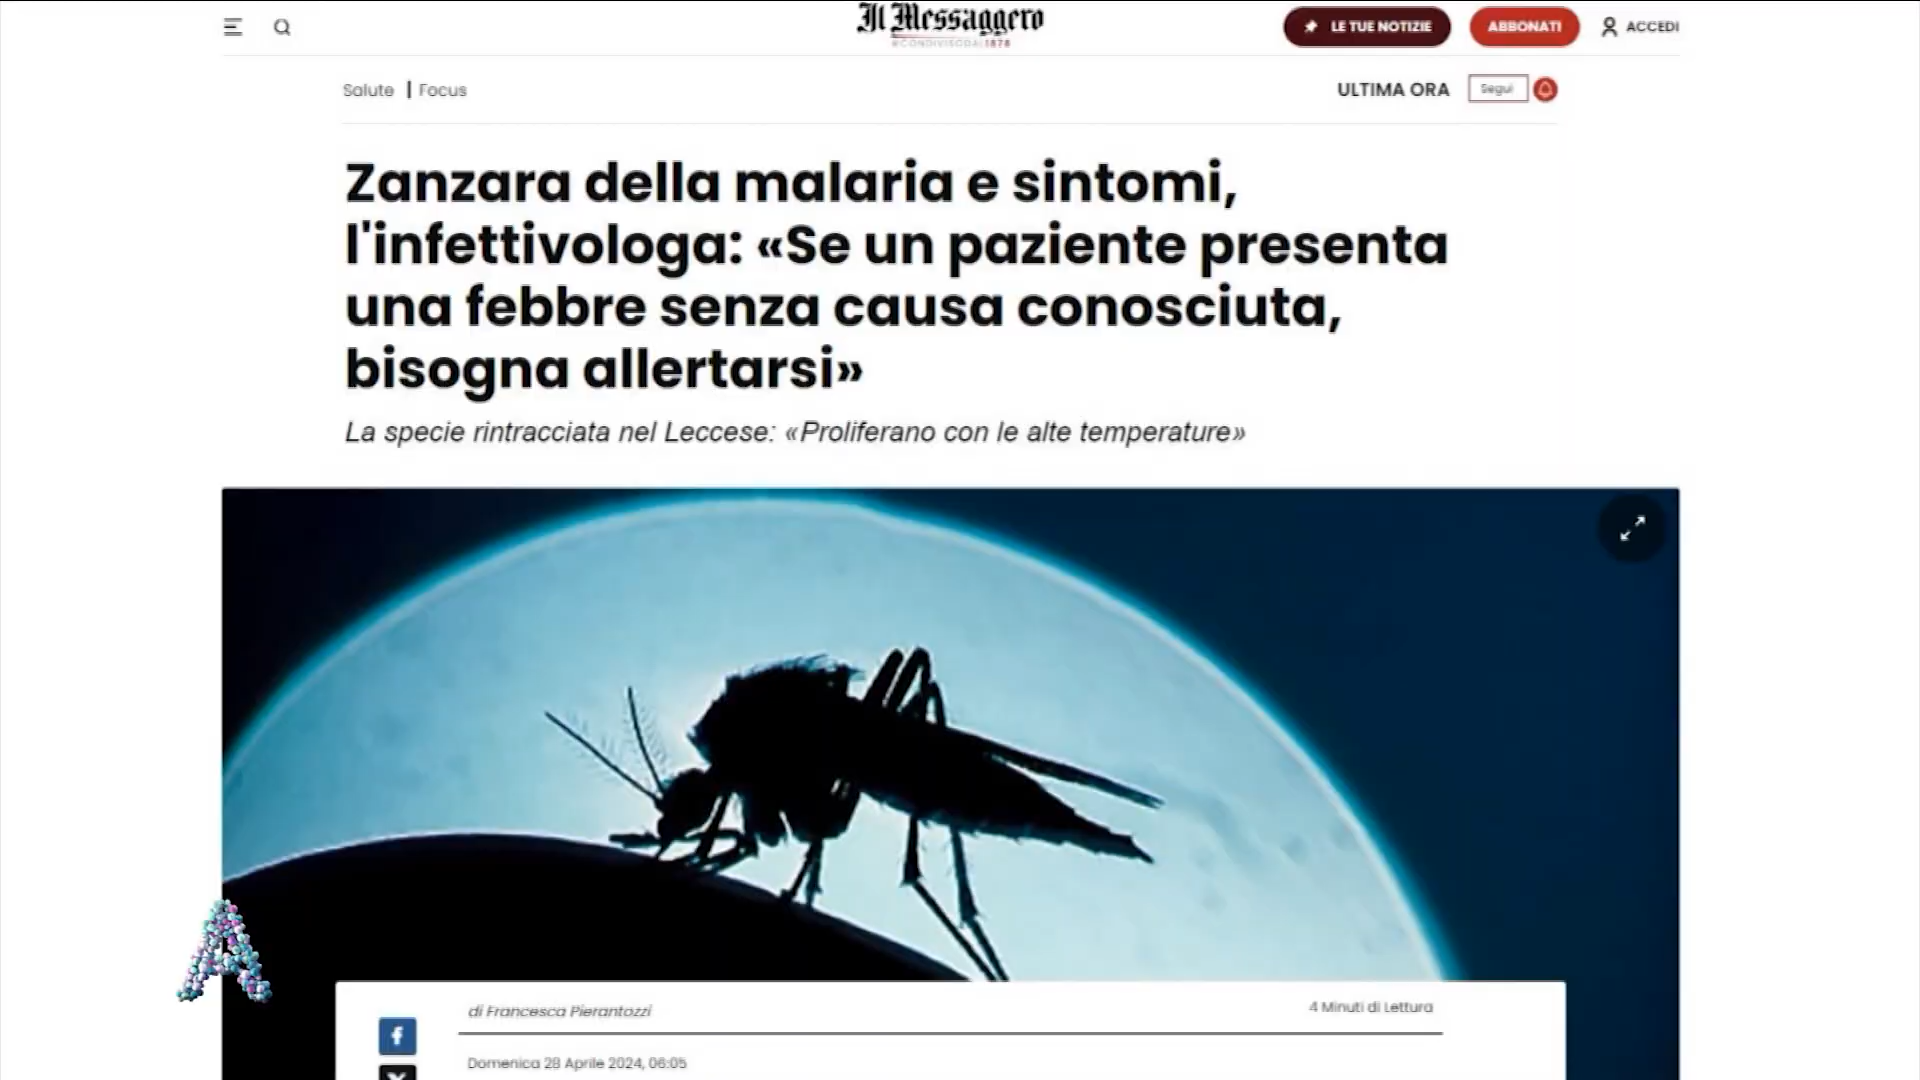 Il Messaggero
#CONDIVISODAL1878
LE TUE NOTIZIE
ABBONATI
ACCEDI
Salute | Focus
ULTIMA ORA
Segui
Zanzara della malaria e sintomi,
l'infettivologa: «Se un paziente presenta
una febbre senza causa conosciuta,
bisogna allertarsi»
La specie rintracciata nel Leccese: «Proliferano con le alte temperature»
A
di Francesca Pierantozzi
4 Minuti di Lettura
Domenica 28 Aprile 2024, 06:05